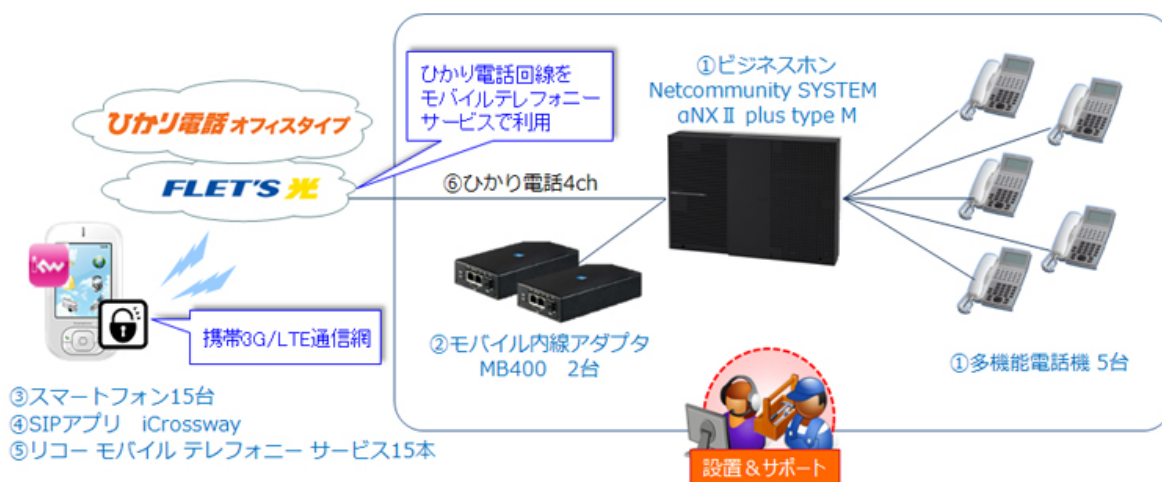 ひかり電話回線を
モバイルテレフォニー
サービスで利用
①ビジネスホン
Netcommunity SYSTEM
αNXⅡ plus type M
ひかり電話 オフィスタイプ
FLET'S 光
⑥ひかり電話4ch
携帯3G/LTE通信網
②モバイル内線アダプタ
MB400 2台
①多機能電話機 5台
③スマートフォン15台
④SIPアプリ iCrossway
⑤リコー モバイル テレフォニー サービス15本
設置&サポート